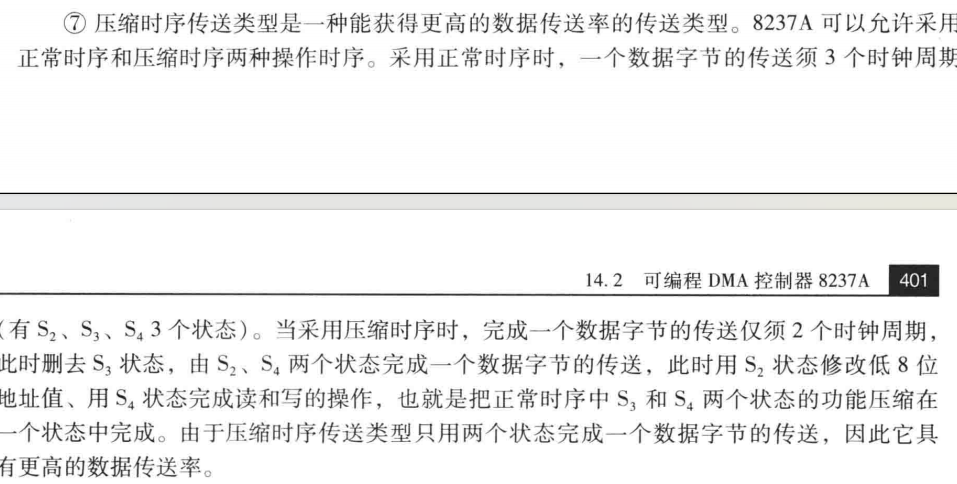 ⑦ 压缩时序传送类型是一种能获得更高的数据传送率的传送类型。8237A 可以允许采用
正常时序和压缩时序两种操作时序。采用正常时序时，一个数据字节的传送须 3 个时钟周期
14.2 可编程 DMA 控制器 8237A 401
（有 S₂、S₃、S₄ 3 个状态）。当采用压缩时序时，完成一个数据字节的传送仅须 2 个时钟周期，
此时删去 S₃ 状态，由 S₂、S₄ 两个状态完成一个数据字节的传送，此时用 S₂ 状态修改低 8 位
地址值、用 S₄ 状态完成读和写的操作，也就是把正常时序中 S₃ 和 S₄ 两个状态的功能压缩在
一个状态中完成。由于压缩时序传送类型只用两个状态完成一个数据字节的传送，因此它具
有更高的数据传送率。